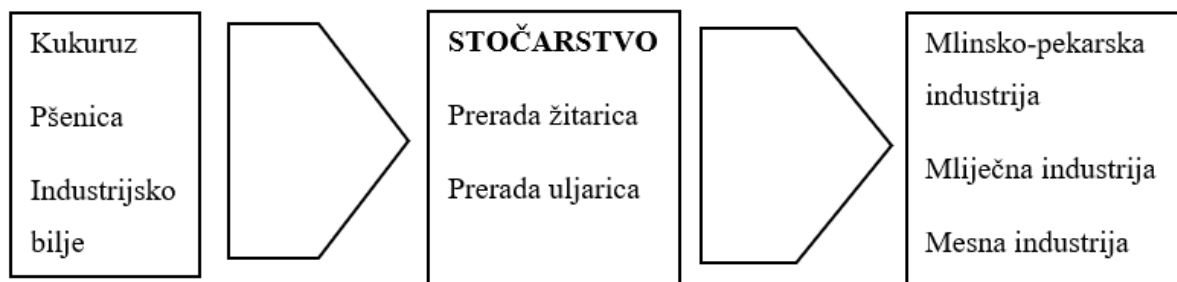 Kukuruz
Pšenica
Industrijsko
bilje
STOČARSTVO
Prerada žitarica
Prerada uljarica
Mlinsko-pekarska
industrija
Mliječna industrija
Mesna industrija